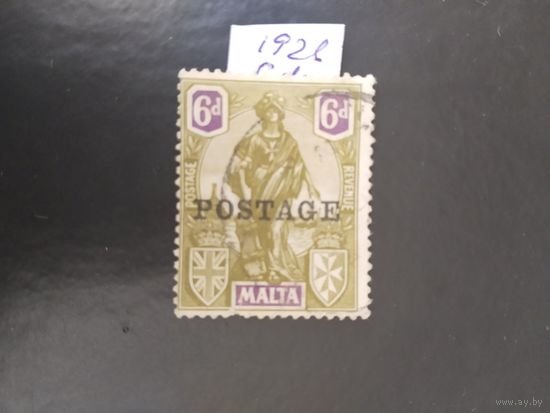 1926
6d 6d
POSTAGE REVENUE
POSTAGE
MALTA
www.ay.by